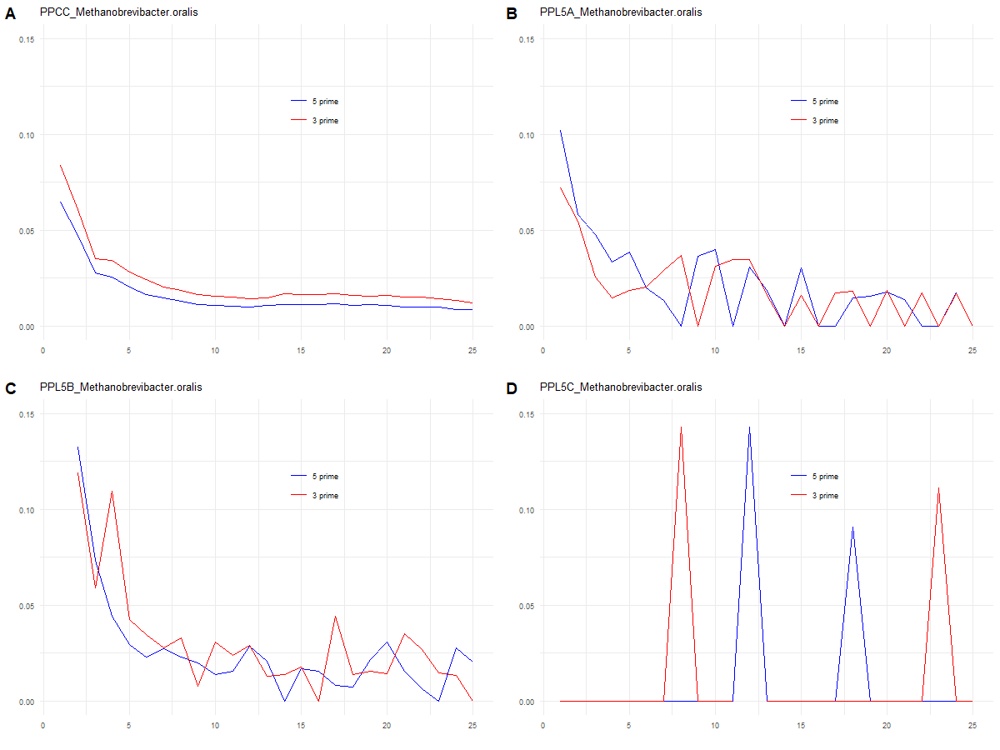 A PPCC_Methanobrevibacter.oralis
0.15
0.10
0.05
0.00
5 prime
3 prime
0 5 10 15 20 25
B PPL5A_Methanobrevibacter.oralis
0.15
0.10
0.05
0.00
5 prime
3 prime
0 5 10 15 20 25
C PPL5B_Methanobrevibacter.oralis
0.15
0.10
0.05
0.00
5 prime
3 prime
0 5 10 15 20 25
D PPL5C_Methanobrevibacter.oralis
0.15
0.10
0.05
0.00
5 prime
3 prime
0 5 10 15 20 25